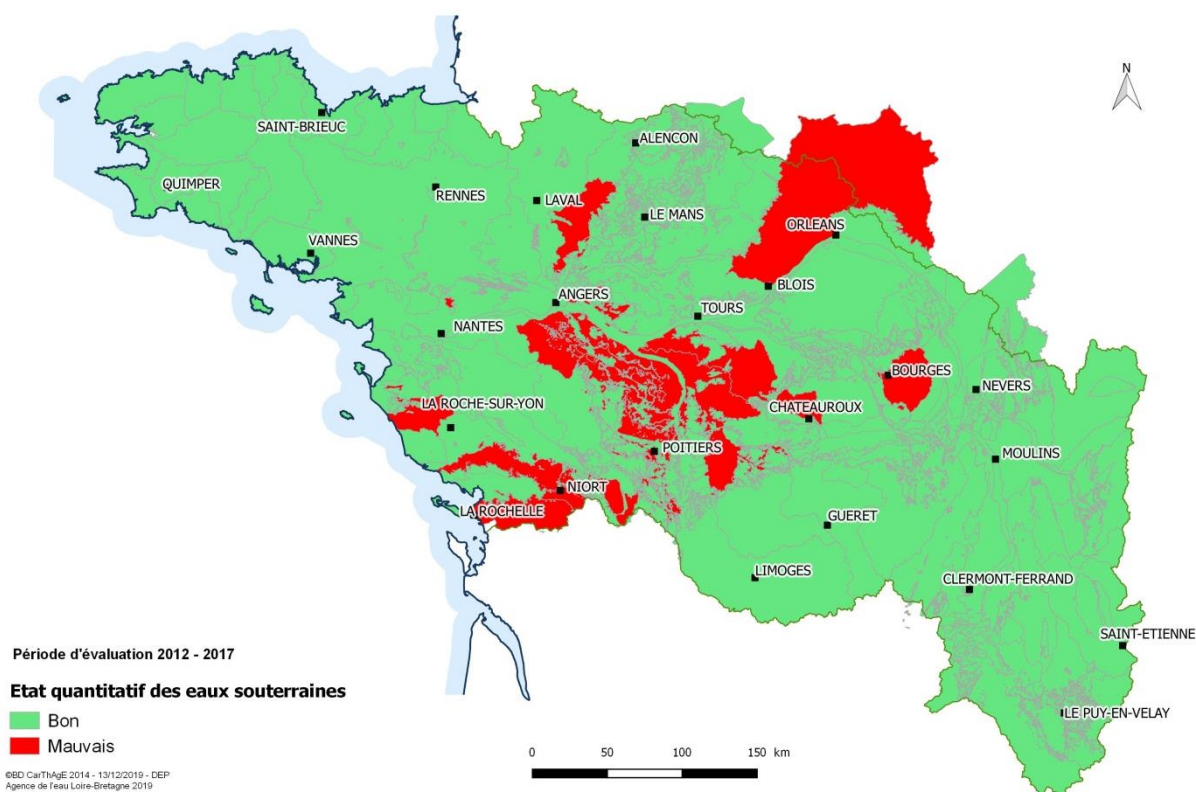 N
ALENCON
SAINT-BRIEUC
QUIMPER
RENNES
LAVAL
LE MANS
ORLEANS
VANNES
BLOIS
ANGERS
TOURS
NANTES
BOURGES
NEVERS
LA ROCHE-SUR-YON
CHATEAUROUX
POITIERS
MOULINS
NIORT
LA ROCHELLE
GUERET
LIMOGES
CLERMONT-FERRAND
SAINT-ETIENNE
LE PUY-EN-VELAY
Période d'évaluation 2012 - 2017
Etat quantitatif des eaux souterraines
Bon
Mauvais
0 50 100 150 km
©BD CarThAgE 2014 - 13/12/2019 - DEP
Agence de l'eau Loire-Bretagne 2019